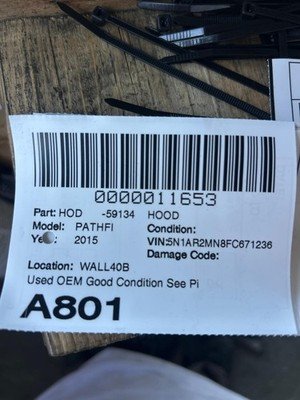 0000011653
Part: HOD -59134 HOOD
Model: PATHFI Condition:
Year: 2015 VIN:5N1AR2MN8FC671236
Damage Code:
Location: WALL40B
Used OEM Good Condition See Pi
A801